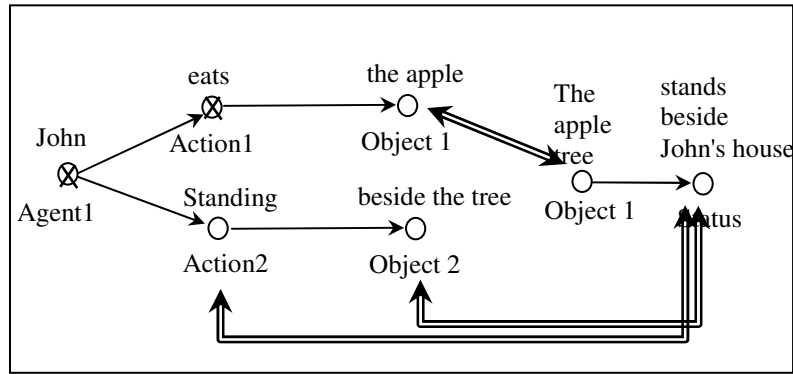 eats
the apple
The
apple
tree
stands
beside
John's house
John
Action1
Object 1
Agent1
Standing
beside the tree
Object 1
Status
Action2
Object 2